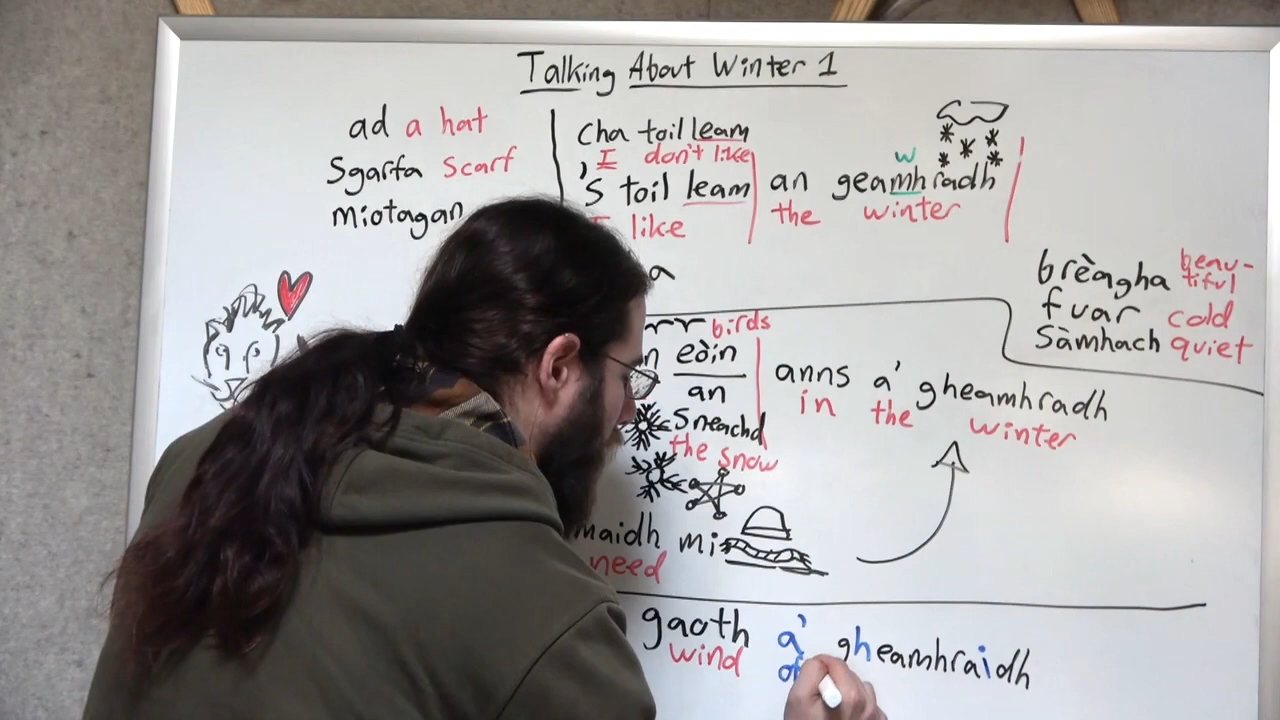 Talking About Winter 1
ad a hat
sgarfa scarf
miotagan
cha toil leam
I don't like
'S toil leam
I like
w
an geamhradh
the winter
brèagha beau-
tiful
fuar cold
sàmhach quiet
birds
eòin
an
sneachd
the snow
anns a' gheamhradh
in the winter
mi
need
gaoth a' gheamhraidh
wind